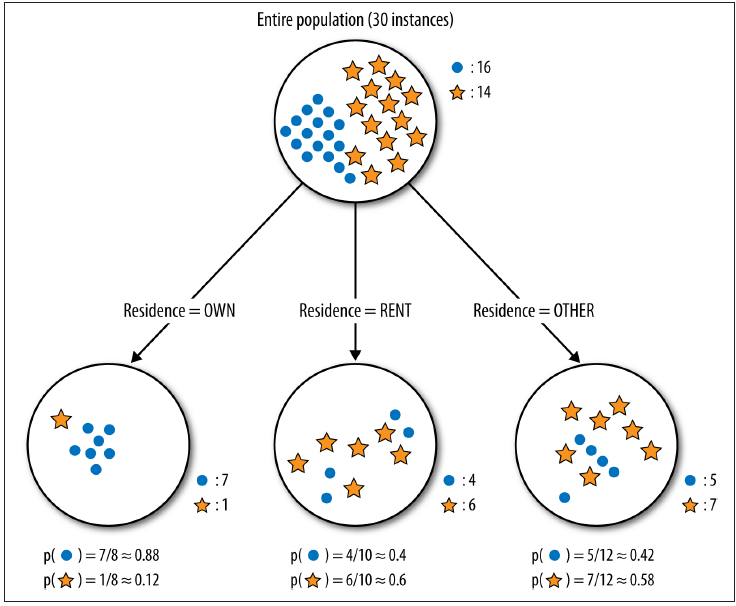 Entire population (30 instances)
: 16
: 14
Residence = OWN
Residence = RENT
Residence = OTHER
: 7
: 1
: 4
: 6
: 5
: 7
p( ) = 7/8 ≈ 0.88
p( ) = 1/8 ≈ 0.12
p( ) = 4/10 ≈ 0.4
p( ) = 6/10 ≈ 0.6
p( ) = 5/12 ≈ 0.42
p( ) = 7/12 ≈ 0.58